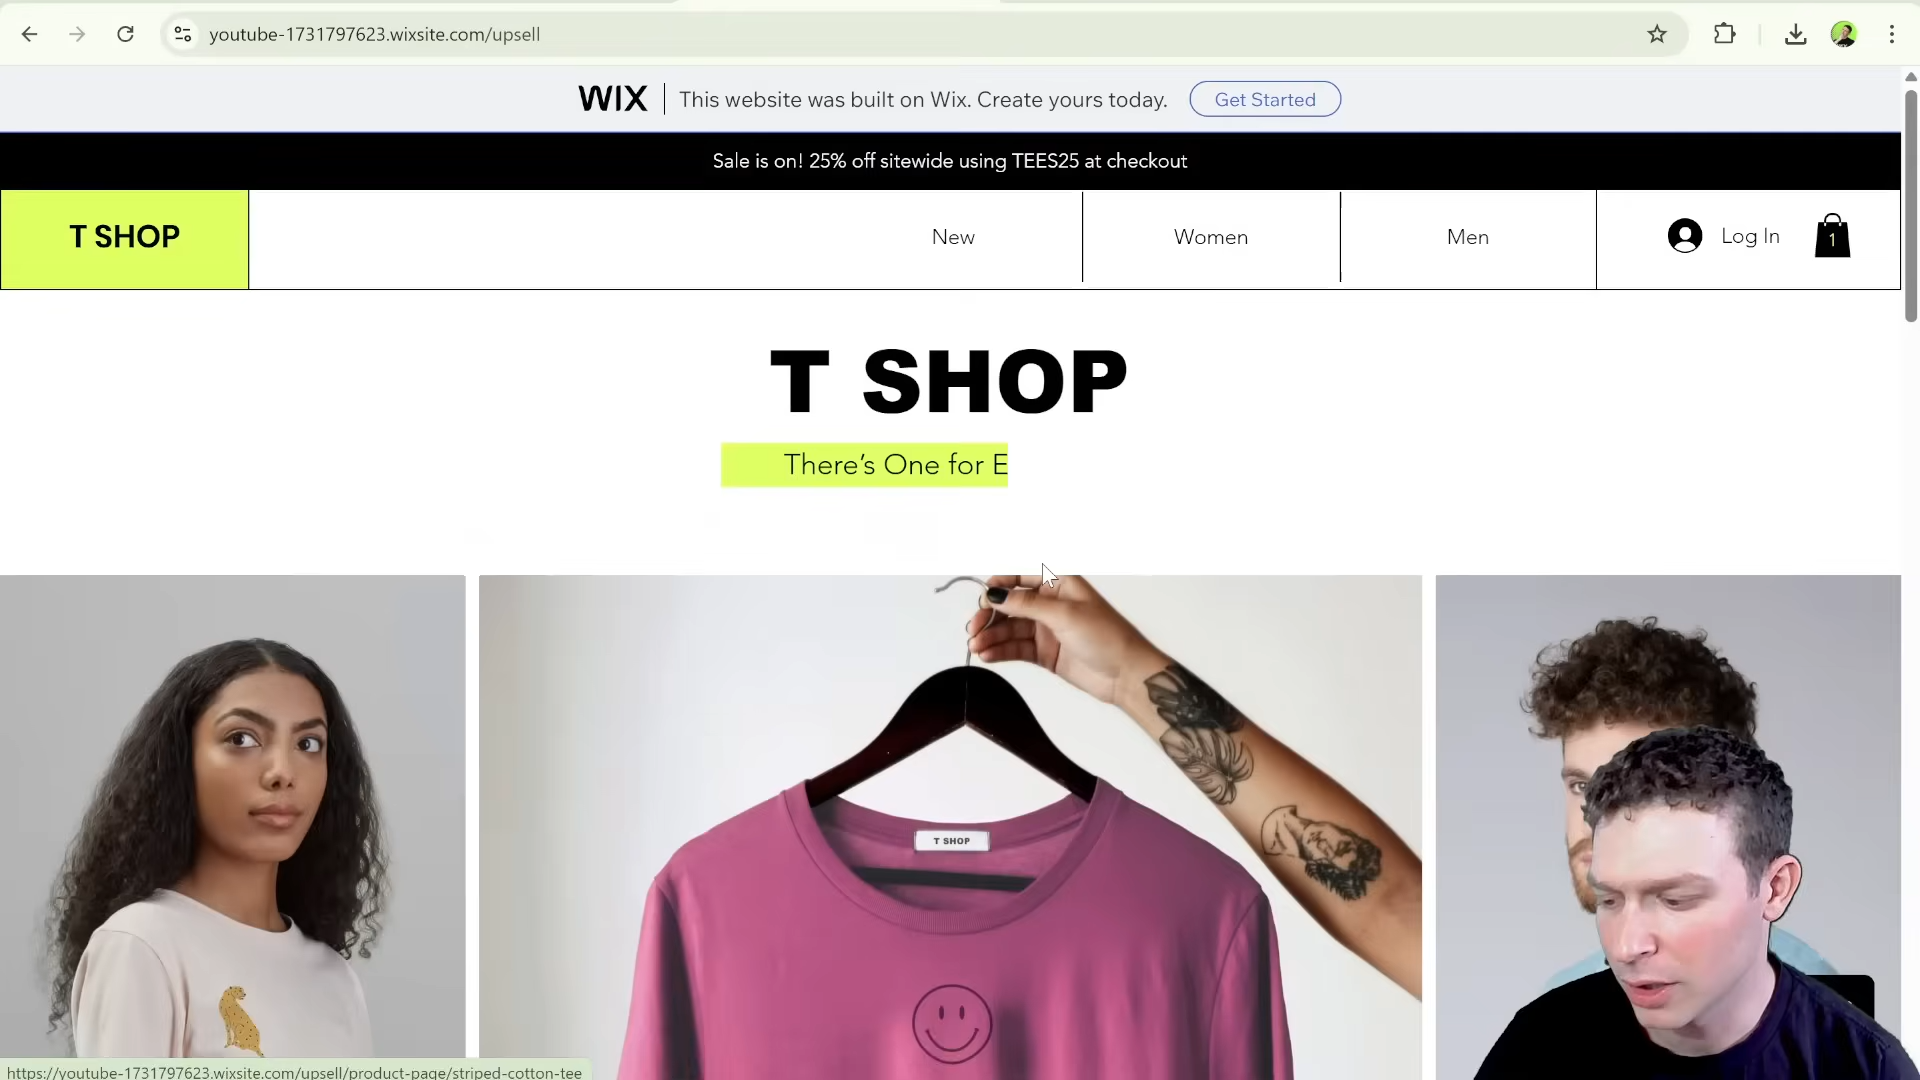 youtube-1731797623.wixsite.com/upsell
WIX | This website was built on Wix. Create yours today. Get Started
Sale is on! 25% off sitewide using TEES25 at checkout
T SHOP New Women Men Log In 1
T SHOP
There's One for E
T SHOP
https://youtube-1731797623.wixsite.com/upsell/product-page/striped-cotton-tee